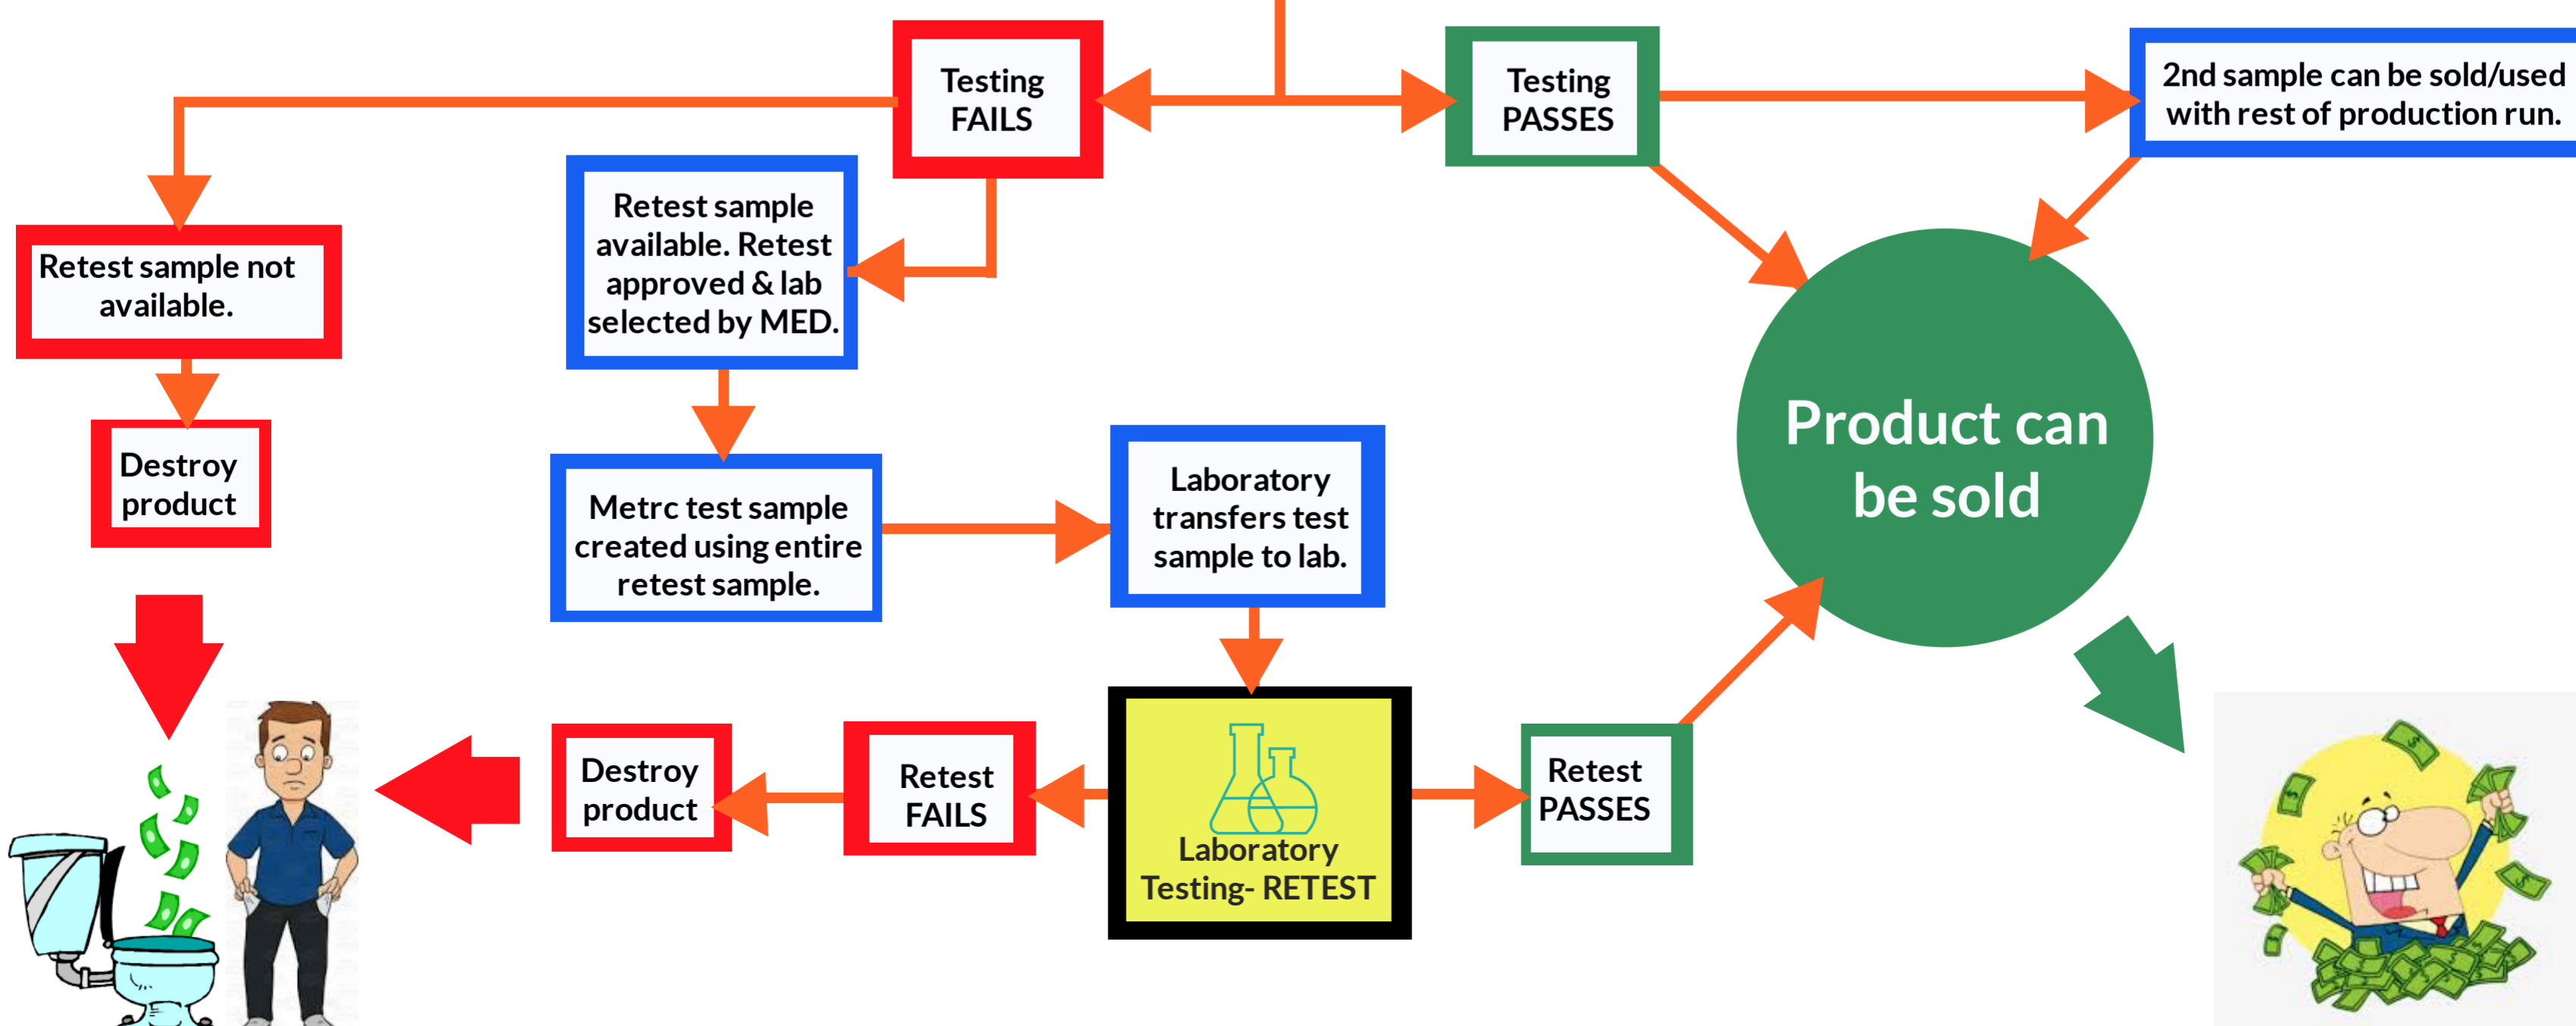 Testing
FAILS
Testing
PASSES
2nd sample can be sold/used
with rest of production run.
Retest sample not
available.
Retest sample
available. Retest
approved & lab
selected by MED.
Destroy
product
Metrc test sample
created using entire
retest sample.
Laboratory
transfers test
sample to lab.
Product can
be sold
Destroy
product
Retest
FAILS
Laboratory
Testing- RETEST
Retest
PASSES